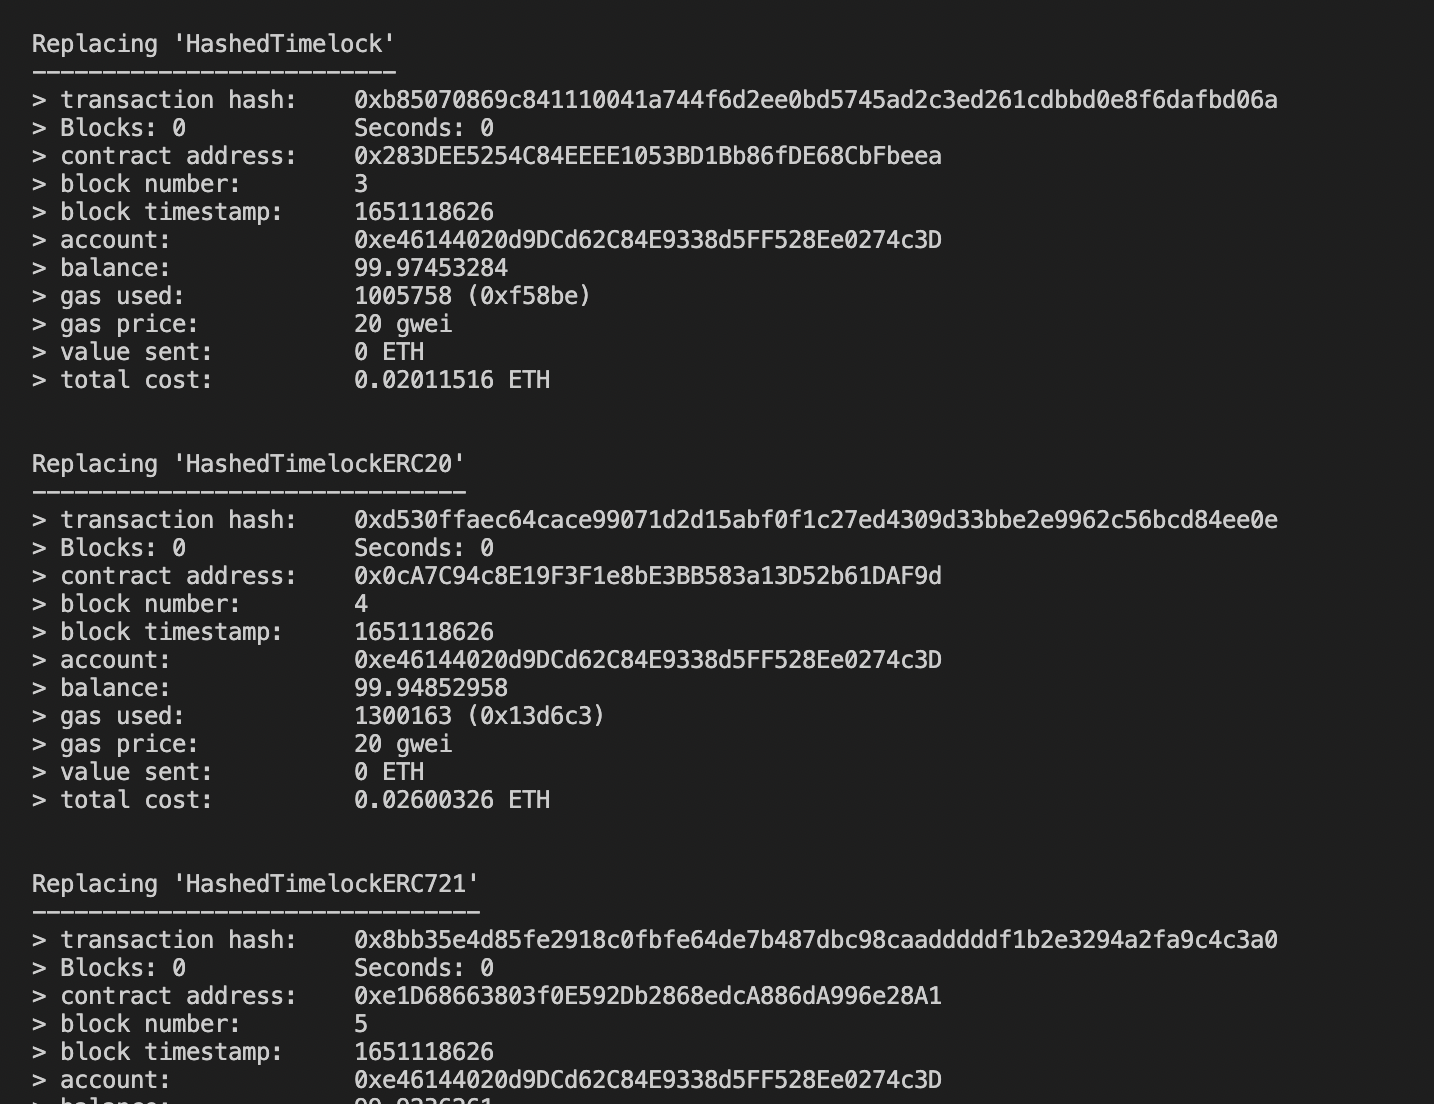 Replacing 'HashedTimelock'
--------------------------
> transaction hash:    0xb85070869c841110041a744f6d2ee0bd5745ad2c3ed261cdbbd0e8f6dafbd06a
> Blocks: 0            Seconds: 0
> contract address:    0x283DEE5254C84EEEE1053BD1Bb86fDE68CbFbeea
> block number:        3
> block timestamp:     1651118626
> account:             0xe46144020d9DCd62C84E9338d5FF528Ee0274c3D
> balance:             99.97453284
> gas used:            1005758 (0xf58be)
> gas price:           20 gwei
> value sent:          0 ETH
> total cost:          0.02011516 ETH
Replacing 'HashedTimelockERC20'
-------------------------------
> transaction hash:    0xd530ffaec64cace99071d2d15abf0f1c27ed4309d33bbe2e9962c56bcd84ee0e
> Blocks: 0            Seconds: 0
> contract address:    0x0cA7C94c8E19F3F1e8bE3BB583a13D52b61DAF9d
> block number:        4
> block timestamp:     1651118626
> account:             0xe46144020d9DCd62C84E9338d5FF528Ee0274c3D
> balance:             99.94852958
> gas used:            1300163 (0x13d6c3)
> gas price:           20 gwei
> value sent:          0 ETH
> total cost:          0.02600326 ETH
Replacing 'HashedTimelockERC721'
--------------------------------
> transaction hash:    0x8bb35e4d85fe2918c0fbfe64de7b487dbc98caadddddf1b2e3294a2fa9c4c3a0
> Blocks: 0            Seconds: 0
> contract address:    0xe1D68663803f0E592Db2868edcA886dA996e28A1
> block number:        5
> block timestamp:     1651118626
> account:             0xe46144020d9DCd62C84E9338d5FF528Ee0274c3D
> balance: